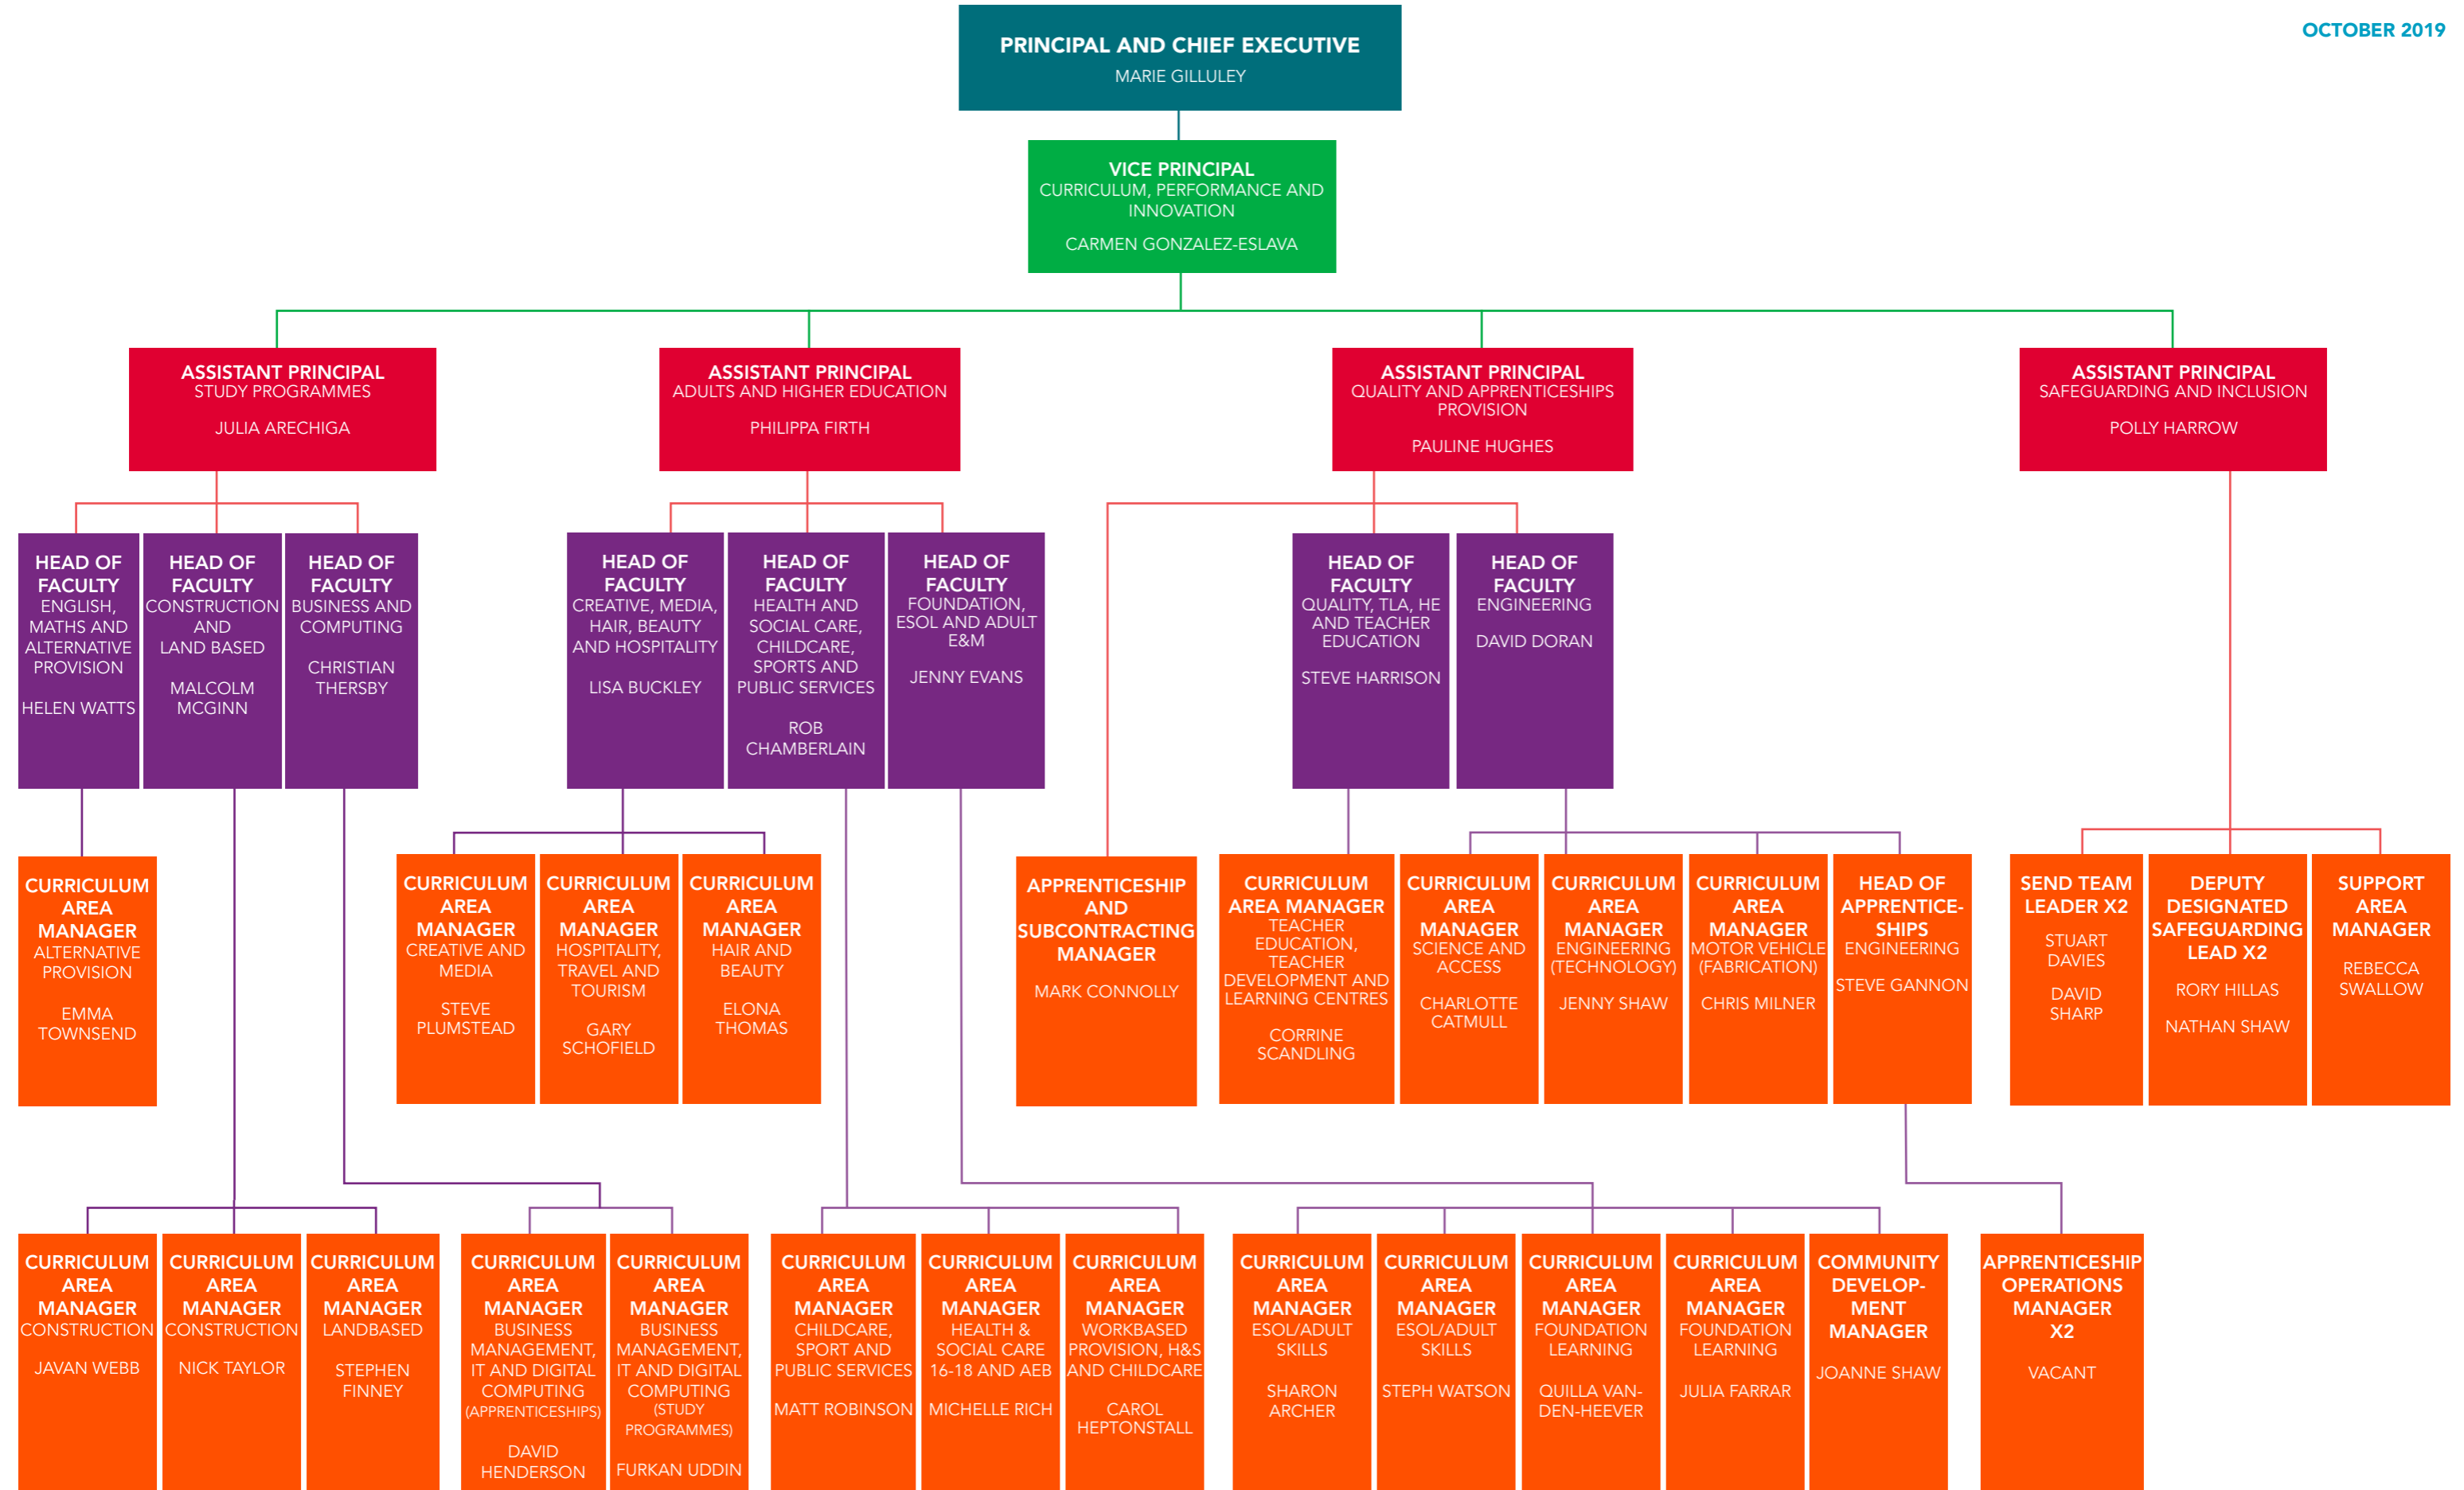 OCTOBER 2019
PRINCIPAL AND CHIEF EXECUTIVE
MARIE GILLULEY
VICE PRINCIPAL
CURRICULUM, PERFORMANCE AND
INNOVATION
CARMEN GONZALEZ-ESLAVA
ASSISTANT PRINCIPAL
STUDY PROGRAMMES
JULIA ARECHIGA
ASSISTANT PRINCIPAL
ADULTS AND HIGHER EDUCATION
PHILIPPA FIRTH
ASSISTANT PRINCIPAL
QUALITY AND APPRENTICESHIPS
PROVISION
PAULINE HUGHES
ASSISTANT PRINCIPAL
SAFEGUARDING AND INCLUSION
POLLY HARROW
HEAD OF
FACULTY
ENGLISH,
MATHS AND
ALTERNATIVE
PROVISION
HELEN WATTS
HEAD OF
FACULTY
CONSTRUCTION
AND
LAND BASED
MALCOLM
MCGINN
HEAD OF
FACULTY
BUSINESS AND
COMPUTING
CHRISTIAN
THERSBY
HEAD OF
FACULTY
CREATIVE, MEDIA,
HAIR, BEAUTY
AND HOSPITALITY
LISA BUCKLEY
HEAD OF
FACULTY
HEALTH AND
SOCIAL CARE,
CHILDCARE,
SPORTS AND
PUBLIC SERVICES
ROB
CHAMBERLAIN
HEAD OF
FACULTY
FOUNDATION,
ESOL AND ADULT
E&M
JENNY EVANS
HEAD OF
FACULTY
QUALITY, TLA, HE
AND TEACHER
EDUCATION
STEVE HARRISON
HEAD OF
FACULTY
ENGINEERING
DAVID DORAN
CURRICULUM
AREA
MANAGER
ALTERNATIVE
PROVISION
EMMA
TOWNSEND
CURRICULUM
AREA
MANAGER
CREATIVE AND
MEDIA
STEVE
PLUMSTEAD
CURRICULUM
AREA
MANAGER
HOSPITALITY,
TRAVEL AND
TOURISM
GARY
SCHOFIELD
CURRICULUM
AREA
MANAGER
HAIR AND
BEAUTY
ELONA
THOMAS
APPRENTICESHIP
AND
SUBCONTRACTING
MANAGER
MARK CONNOLLY
CURRICULUM
AREA MANAGER
TEACHER
EDUCATION,
TEACHER
DEVELOPMENT AND
LEARNING CENTRES
CORRINE
SCANDLING
CURRICULUM
AREA
MANAGER
SCIENCE AND
ACCESS
CHARLOTTE
CATMULL
CURRICULUM
AREA
MANAGER
ENGINEERING
(TECHNOLOGY)
JENNY SHAW
CURRICULUM
AREA
MANAGER
MOTOR VEHICLE
(FABRICATION)
CHRIS MILNER
HEAD OF
APPRENTICE-
SHIPS
ENGINEERING
STEVE GANNON
SEND TEAM
LEADER X2
STUART
DAVIES
DAVID
SHARP
DEPUTY
DESIGNATED
SAFEGUARDING
LEAD X2
RORY HILLAS
NATHAN SHAW
SUPPORT
AREA
MANAGER
REBECCA
SWALLOW
CURRICULUM
AREA
MANAGER
CONSTRUCTION
JAVAN WEBB
CURRICULUM
AREA
MANAGER
CONSTRUCTION
NICK TAYLOR
CURRICULUM
AREA
MANAGER
LANDBASED
STEPHEN
FINNEY
CURRICULUM
AREA
MANAGER
BUSINESS
MANAGEMENT,
IT AND DIGITAL
COMPUTING
(APPRENTICESHIPS)
DAVID
HENDERSON
CURRICULUM
AREA
MANAGER
BUSINESS
MANAGEMENT,
IT AND DIGITAL
COMPUTING
(STUDY
PROGRAMMES)
FURKAN UDDIN
CURRICULUM
AREA
MANAGER
CHILDCARE,
SPORT AND
PUBLIC SERVICES
MATT ROBINSON
CURRICULUM
AREA
MANAGER
HEALTH &
SOCIAL CARE
16-18 AND AEB
MICHELLE RICH
CURRICULUM
AREA
MANAGER
WORKBASED
PROVISION, H&S
AND CHILDCARE
CAROL
HEPTONSTALL
CURRICULUM
AREA
MANAGER
ESOL/ADULT
SKILLS
SHARON
ARCHER
CURRICULUM
AREA
MANAGER
ESOL/ADULT
SKILLS
STEPH WATSON
CURRICULUM
AREA
MANAGER
FOUNDATION
LEARNING
QUILLA VAN-
DEN-HEEVER
CURRICULUM
AREA
MANAGER
FOUNDATION
LEARNING
JULIA FARRAR
COMMUNITY
DEVELOP-
MENT
MANAGER
JOANNE SHAW
APPRENTICESHIP
OPERATIONS
MANAGER
X2
VACANT